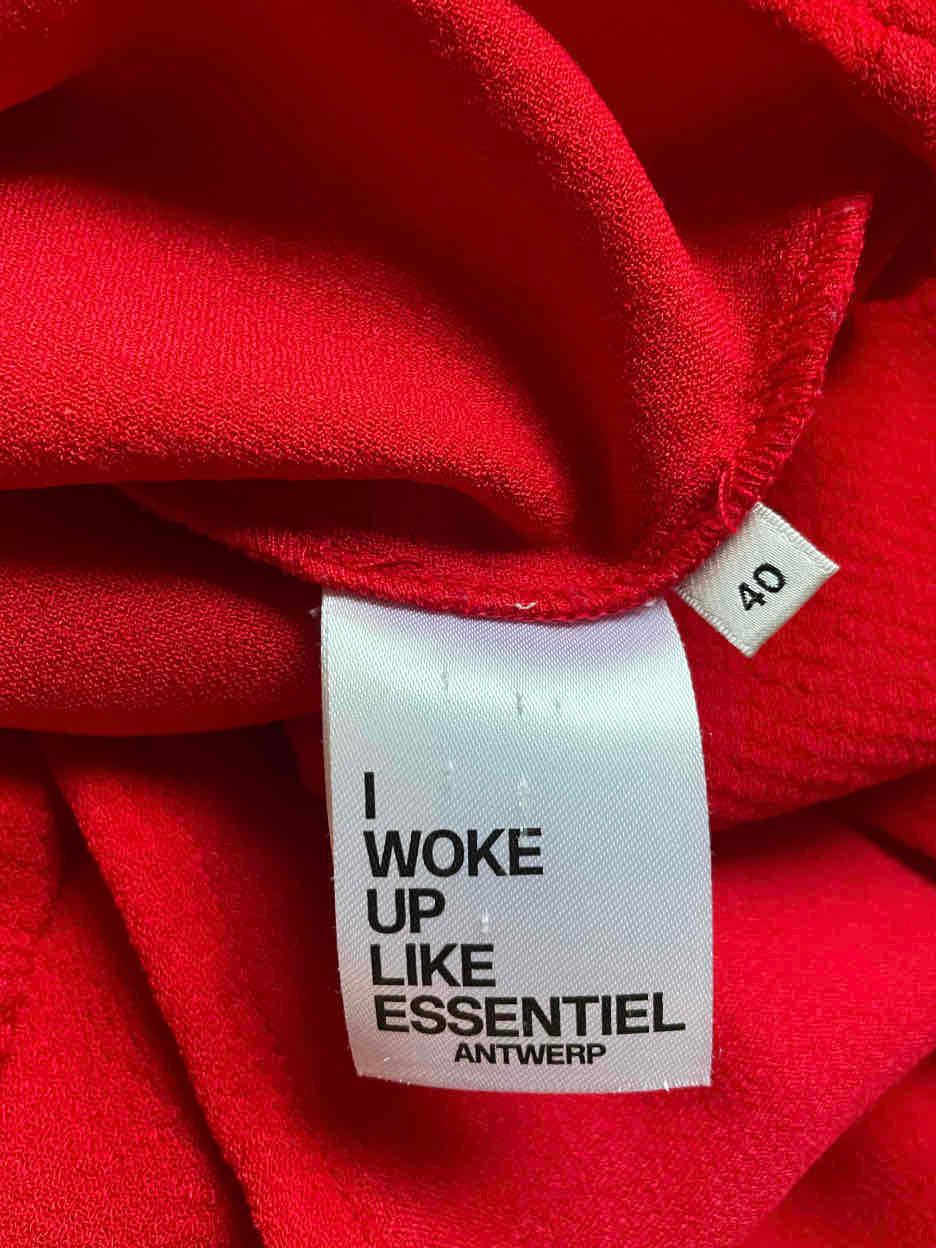 40
I
WOKE
UP
LIKE
ESSENTIEL
ANTWERP